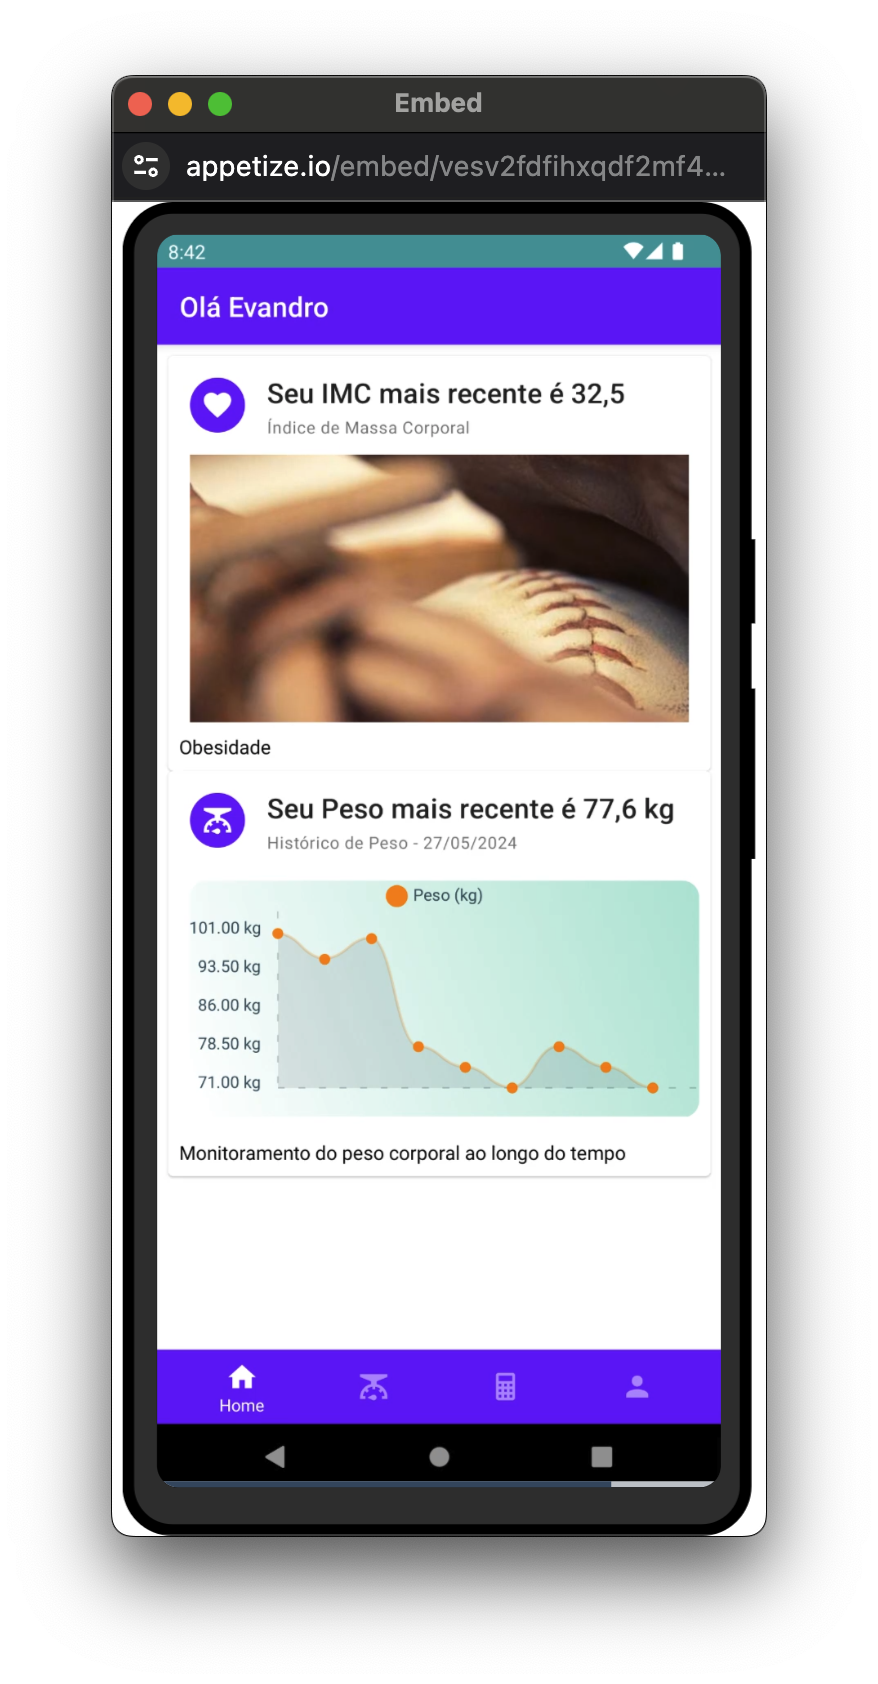 Embed
appetize.io/embed/vesv2fdfihxqdf2mf4...
8:42
Olá Evandro
Seu IMC mais recente é 32,5
Índice de Massa Corporal
Obesidade
Seu Peso mais recente é 77,6 kg
Histórico de Peso - 27/05/2024
Peso (kg)
101.00 kg
93.50 kg
86.00 kg
78.50 kg
71.00 kg
Monitoramento do peso corporal ao longo do tempo
Home